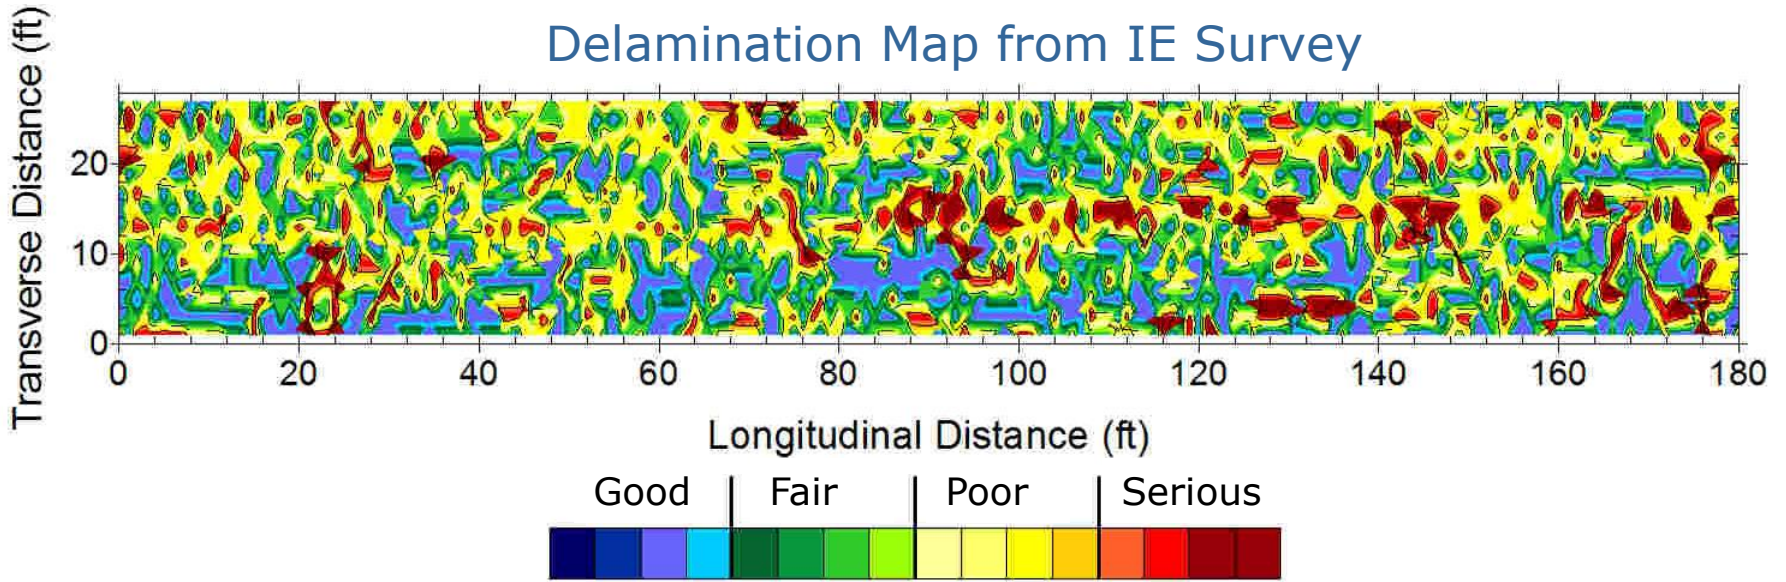 Delamination Map from IE Survey
Transverse Distance (ft)
20
10
0
0 20 40 60 80 100 120 140 160 180
Longitudinal Distance (ft)
Good Fair Poor Serious